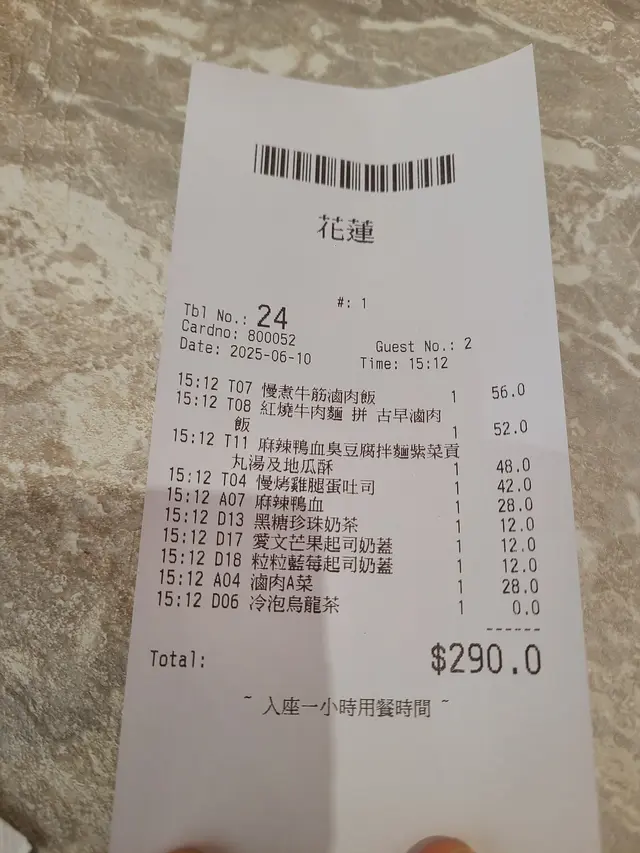 花蓮
#: 1
Tbl No.: 24
Cardno: 800052
Guest No.: 2
Date: 2025-06-10
Time: 15:12
15:12 T07 慢煮牛筋滷肉飯 1 56.0
15:12 T08 紅燒牛肉麵 拼 古早滷肉
飯 1 52.0
15:12 T11 麻辣鴨血臭豆腐拌麵紫菜貢
丸湯及地瓜酥 1 48.0
15:12 T04 慢烤雞腿蛋吐司 1 42.0
15:12 A07 麻辣鴨血 1 28.0
15:12 D13 黑糖珍珠奶茶 1 12.0
15:12 D17 愛文芒果起司奶蓋 1 12.0
15:12 D18 粒粒藍莓起司奶蓋 1 12.0
15:12 A04 滷肉A菜 1 28.0
15:12 D06 冷泡烏龍茶 1 0.0
------
Total: $290.0
~ 入座一小時用餐時間 ~